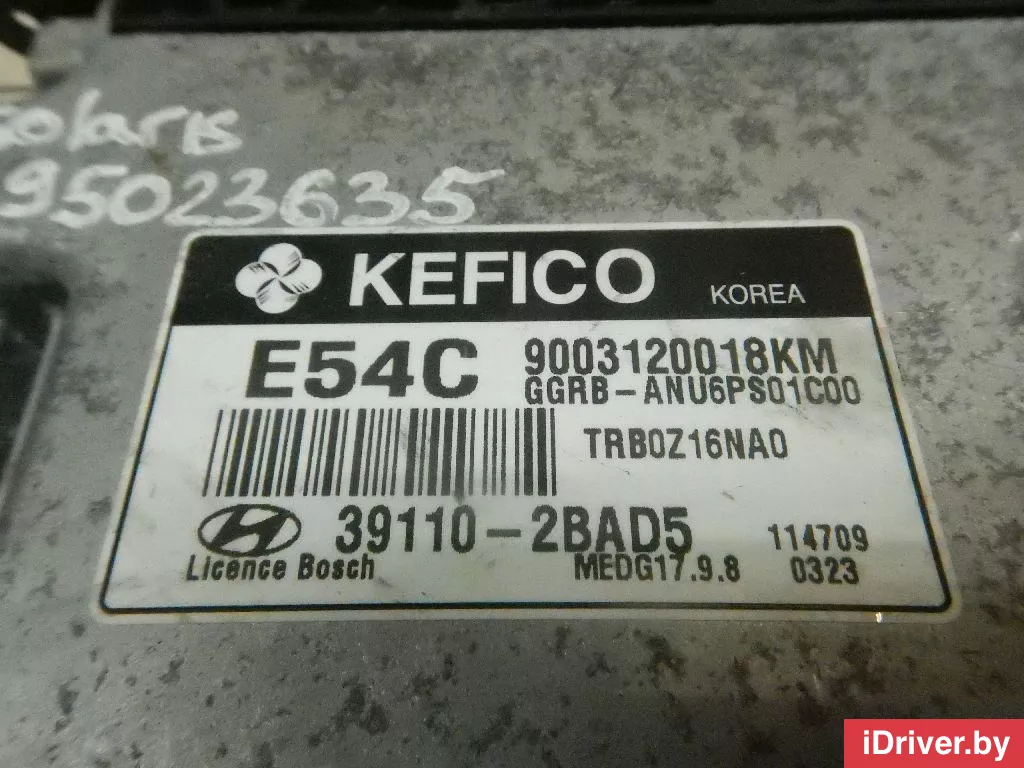 Solaris
95023635
KEFICO KOREA
E54C 9003120018KM
GGRB-ANU6PS01C00
TRB0Z16NA0
39110-2BAD5 114709
Licence Bosch MEDG17.9.8 0323
iDriver.by